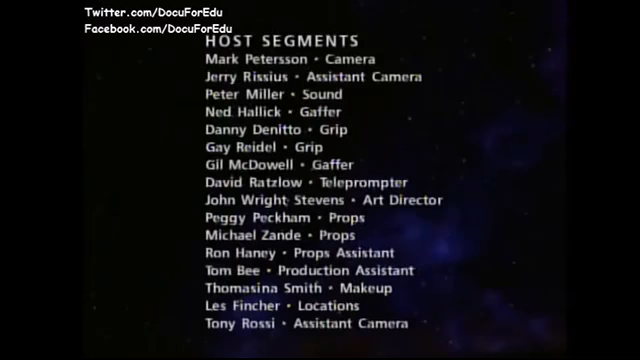 Twitter.com/DocuForEdu
Facebook.com/DocuForEdu
HOST SEGMENTS
Mark Petersson • Camera
Jerry Rissius • Assistant Camera
Peter Miller • Sound
Ned Hallick • Gaffer
Danny Denitto • Grip
Gay Reidel • Grip
Gil McDowell • Gaffer
David Ratzlow • Teleprompter
John Wright Stevens • Art Director
Peggy Peckham • Props
Michael Zande • Props
Ron Haney • Props Assistant
Tom Bee • Production Assistant
Thomasina Smith • Makeup
Les Fincher • Locations
Tony Rossi • Assistant Camera